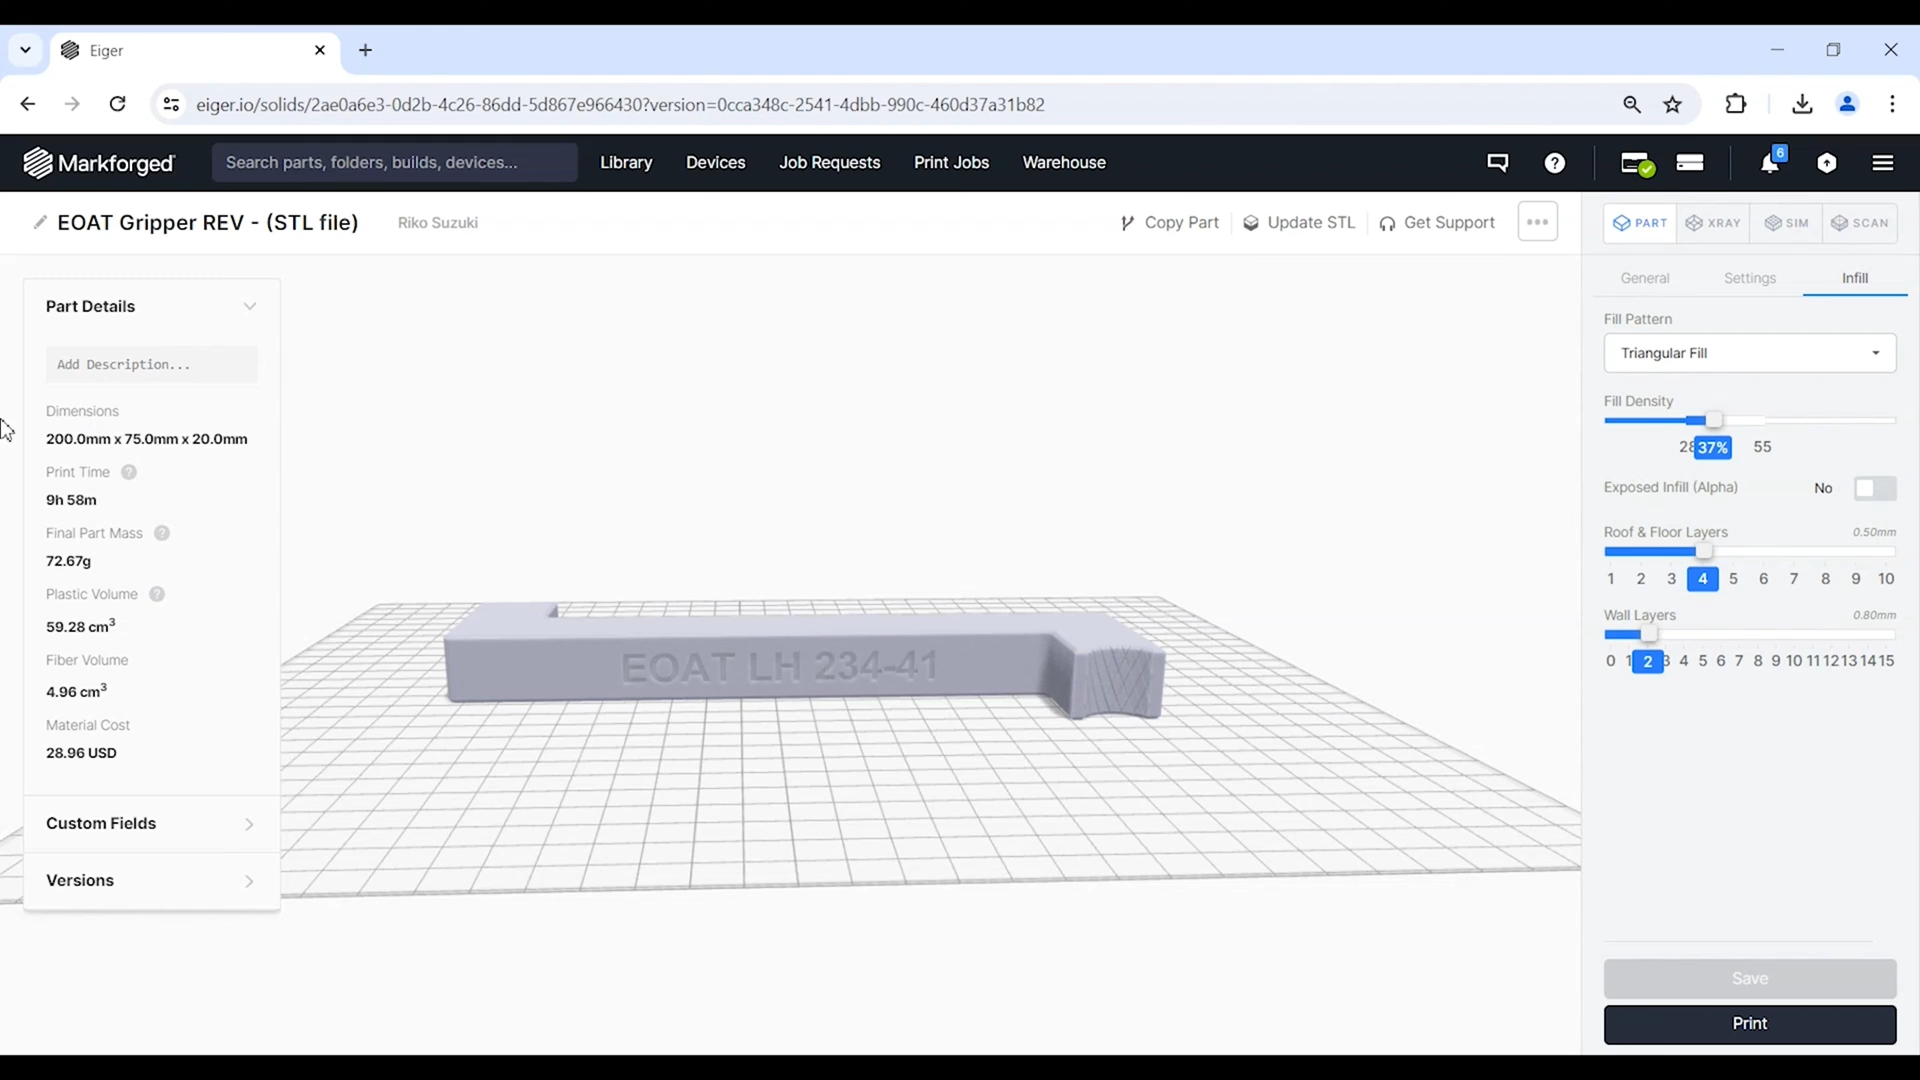 Eiger
eiger.io/solids/2ae0a6e3-0d2b-4c26-86dd-5d867e966430?version=0cca348c-2541-4dbb-990c-460d37a31b82
Markforged
Search parts, folders, builds, devices...
Library
Devices
Job Requests
Print Jobs
Warehouse
6
EOAT Gripper REV - (STL file)
Riko Suzuki
Copy Part
Update STL
Get Support
PART
XRAY
SIM
SCAN
Part Details
Add Description...
Dimensions
200.0mm x 75.0mm x 20.0mm
Print Time ?
9h 58m
Final Part Mass ?
72.67g
Plastic Volume ?
59.28 cm3
Fiber Volume
4.96 cm3
Material Cost
28.96 USD
Custom Fields
Versions
EOAT LH 234-41
General
Settings
Infill
Fill Pattern
Triangular Fill
Fill Density
28 37% 55
Exposed Infill (Alpha) No
Roof & Floor Layers 0.50mm
1 2 3 4 5 6 7 8 9 10
Wall Layers 0.80mm
0 1 2 3 4 5 6 7 8 9 10 11 12 13 14 15
Save
Print